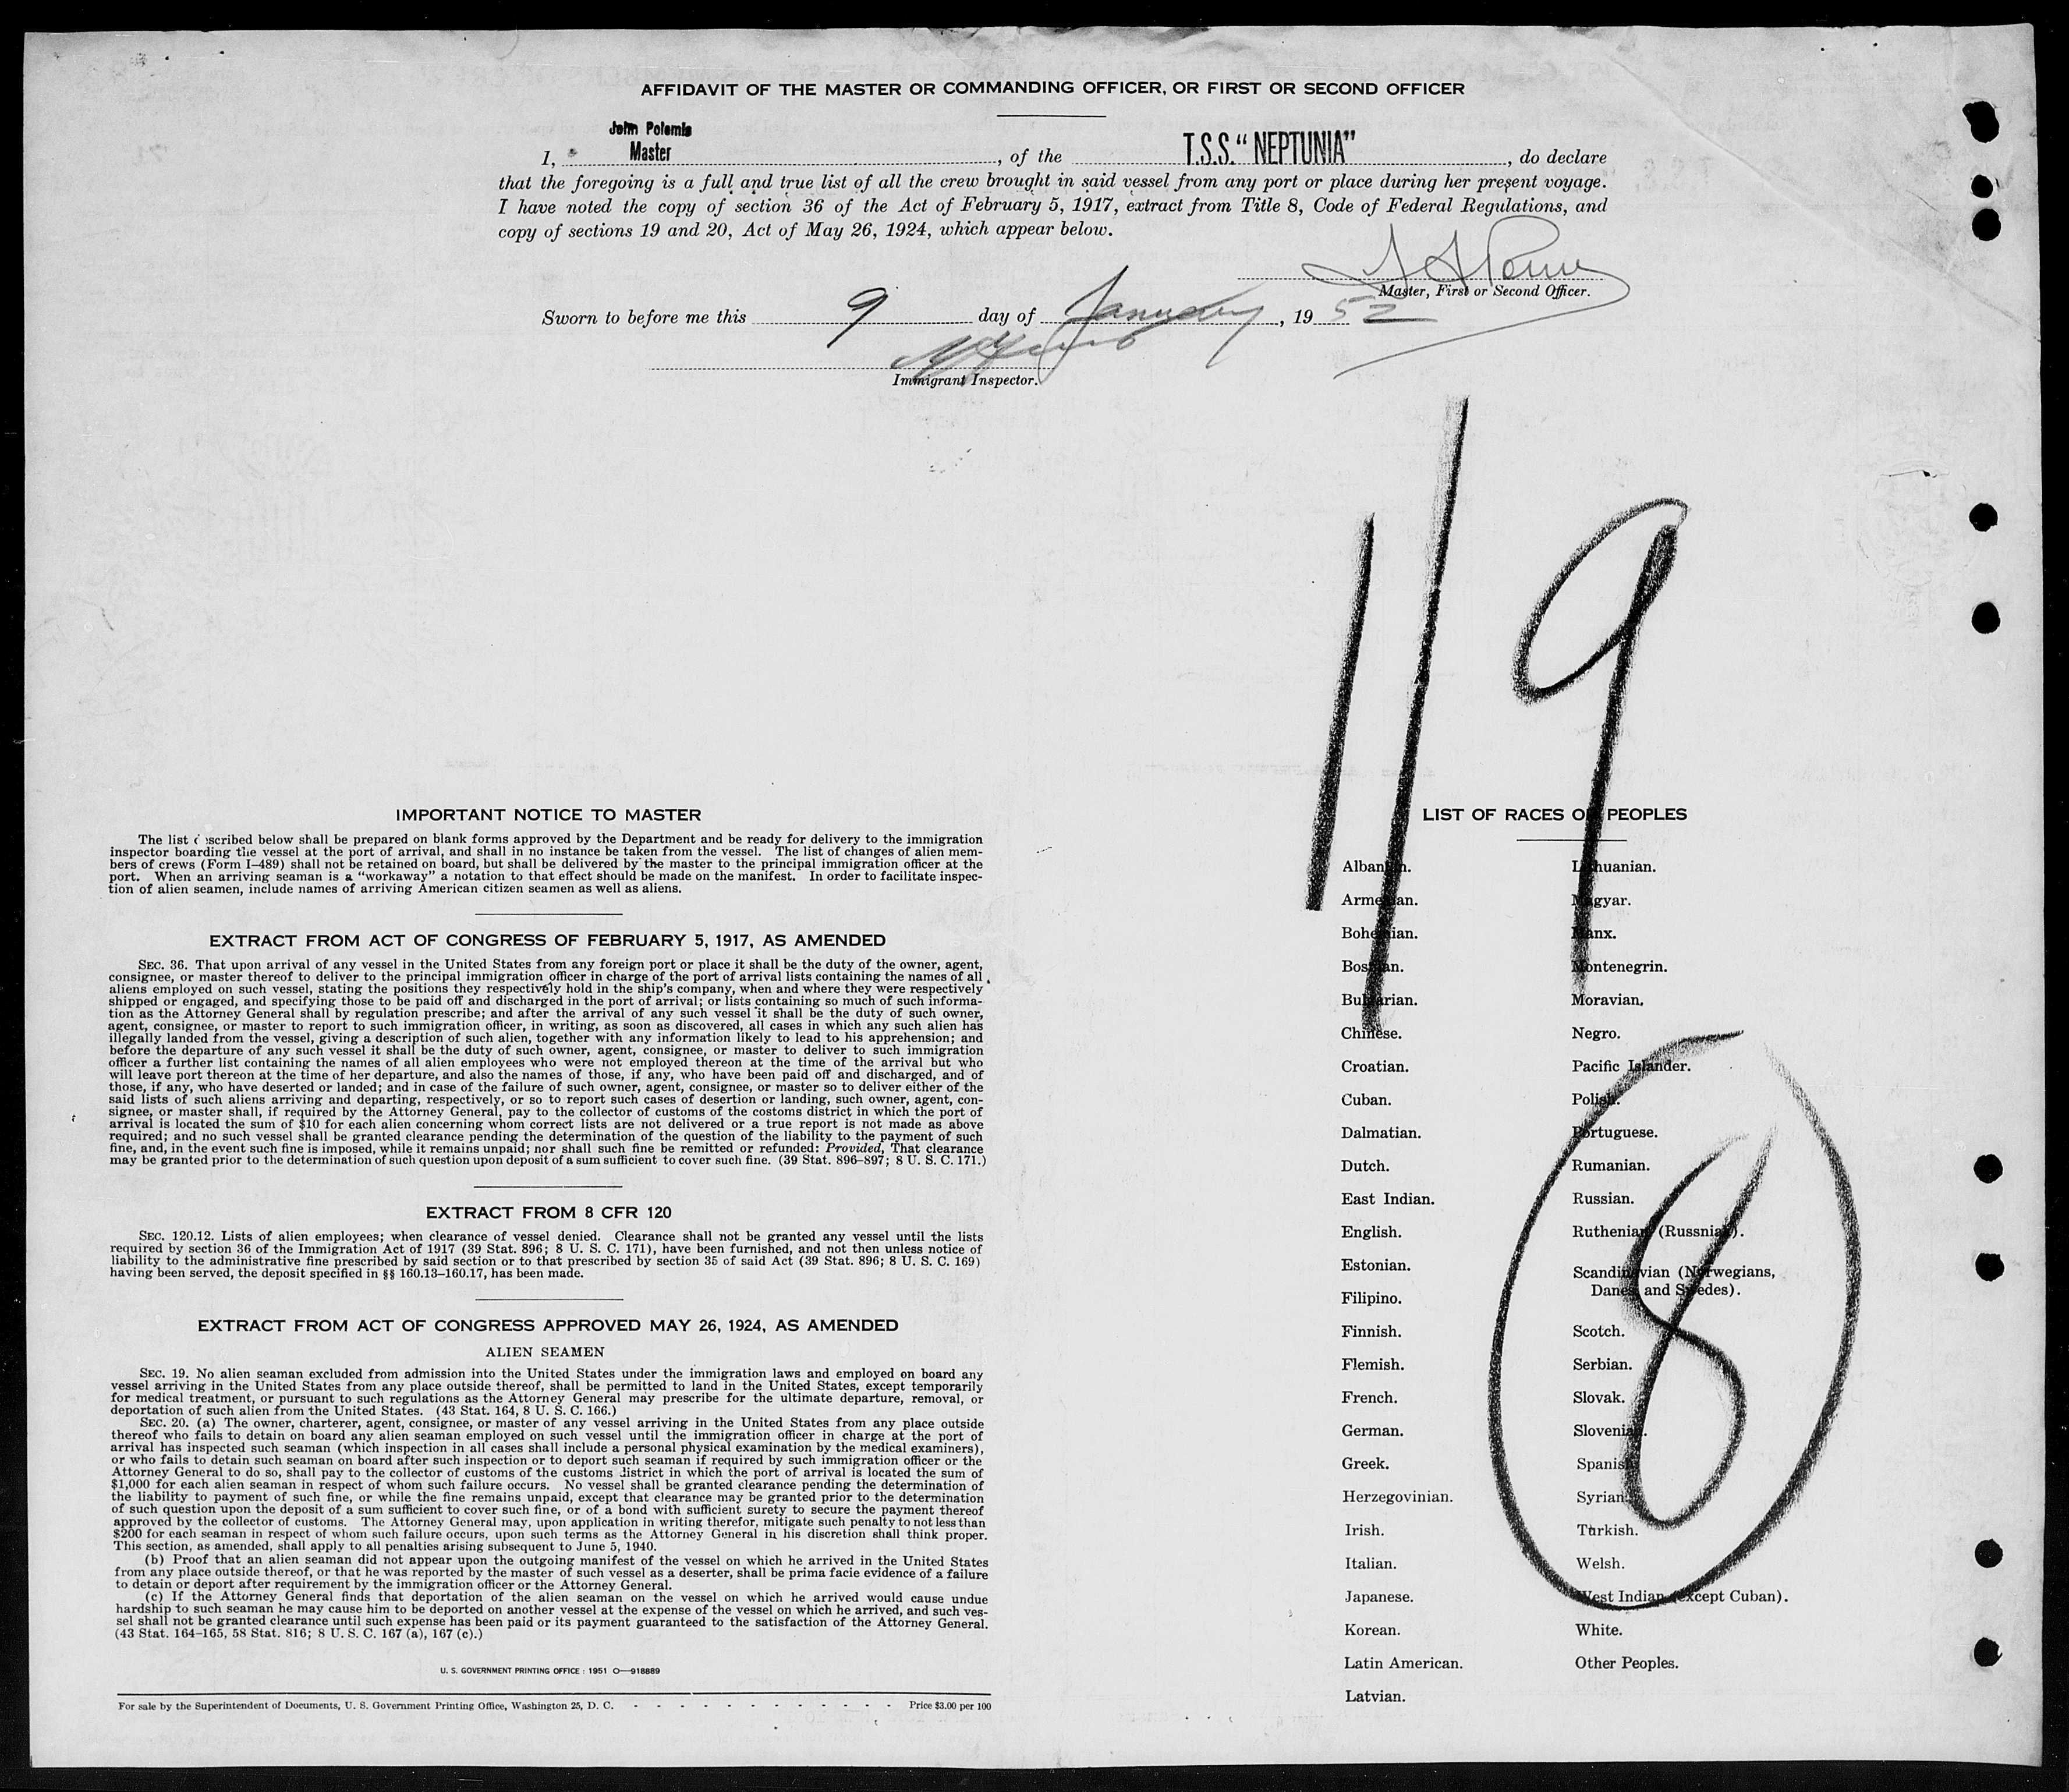 AFFIDAVIT OF THE MASTER OR COMMANDING OFFICER, OR FIRST OR SECOND OFFICER
John Polemis
Master
I, , of the T.S.S. "NEPTUNIA", do declare
that the foregoing is a full and true list of all the crew brought in said vessel from any port or place during her present voyage.
I have noted the copy of section 36 of the Act of February 5, 1917, extract from Title 8, Code of Federal Regulations, and
copy of sections 19 and 20, Act of May 26, 1924, which appear below.
Master, First or Second Officer.
Sworn to before me this 9 day of January, 19 52
Immigrant Inspector.
119
IMPORTANT NOTICE TO MASTER
The list scribed below shall be prepared on blank forms approved by the Department and be ready for delivery to the immigration
inspector boarding the vessel at the port of arrival, and shall in no instance be taken from the vessel. The list of changes of alien mem-
bers of crews (Form I–489) shall not be retained on board, but shall be delivered by the master to the principal immigration officer at the
port. When an arriving seaman is a "workaway" a notation to that effect should be made on the manifest. In order to facilitate inspec-
tion of alien seamen, include names of arriving American citizen seamen as well as aliens.
EXTRACT FROM ACT OF CONGRESS OF FEBRUARY 5, 1917, AS AMENDED
SEC. 36. That upon arrival of any vessel in the United States from any foreign port or place it shall be the duty of the owner, agent,
consignee, or master thereof to deliver to the principal immigration officer in charge of the port of arrival lists containing the names of all
aliens employed on such vessel, stating the positions they respectively hold in the ship's company, when and where they were respectively
shipped or engaged, and specifying those to be paid off and discharged in the port of arrival; or lists containing so much of such informa-
tion as the Attorney General shall by regulation prescribe; and after the arrival of any such vessel it shall be the duty of such owner,
agent, consignee, or master to report to such immigration officer, in writing, as soon as discovered, all cases in which any such alien has
illegally landed from the vessel, giving a description of such alien, together with any information likely to lead to his apprehension; and
before the departure of any such vessel it shall be the duty of such owner, agent, consignee, or master to deliver to such immigration
officer a further list containing the names of all alien employees who were not employed thereon at the time of the arrival but who
will leave port thereon at the time of her departure, and also the names of those, if any, who have been paid off and discharged, and of
those, if any, who have deserted or landed; and in case of the failure of such owner, agent, consignee, or master so to deliver either of the
said lists of such aliens arriving and departing, respectively, or so to report such cases of desertion or landing, such owner, agent, con-
signee, or master shall, if required by the Attorney General, pay to the collector of customs of the costoms district in which the port of
arrival is located the sum of $10 for each alien concerning whom correct lists are not delivered or a true report is not made as above
required; and no such vessel shall be granted clearance pending the determination of the question of the liability to the payment of such
fine, and, in the event such fine is imposed, while it remains unpaid; nor shall such fine be remitted or refunded: Provided, That clearance
may be granted prior to the determination of such question upon deposit of a sum sufficient to cover such fine. (39 Stat. 896–897; 8 U. S. C. 171.)
EXTRACT FROM 8 CFR 120
SEC. 120.12. Lists of alien employees; when clearance of vessel denied. Clearance shall not be granted any vessel until the lists
required by section 36 of the Immigration Act of 1917 (39 Stat. 896; 8 U. S. C. 171), have been furnished, and not then unless notice of
liability to the administrative fine prescribed by said section or to that prescribed by section 35 of said Act (39 Stat. 896; 8 U. S. C. 169)
having been served, the deposit specified in §§ 160.13–160.17, has been made.
EXTRACT FROM ACT OF CONGRESS APPROVED MAY 26, 1924, AS AMENDED
ALIEN SEAMEN
SEC. 19. No alien seaman excluded from admission into the United States under the immigration laws and employed on board any
vessel arriving in the United States from any place outside thereof, shall be permitted to land in the United States, except temporarily
for medical treatment, or pursuant to such regulations as the Attorney General may prescribe for the ultimate departure, removal, or
deportation of such alien from the United States. (43 Stat. 164, 8 U. S. C. 166.)
SEC. 20. (a) The owner, charterer, agent, consignee, or master of any vessel arriving in the United States from any place outside
thereof who fails to detain on board any alien seaman employed on such vessel until the immigration officer in charge at the port of
arrival has inspected such seaman (which inspection in all cases shall include a personal physical examination by the medical examiners),
or who fails to detain such seaman on board after such inspection or to deport such seaman if required by such immigration officer or the
Attorney General to do so, shall pay to the collector of customs of the customs district in which the port of arrival is located the sum of
$1,000 for each alien seaman in respect of whom such failure occurs. No vessel shall be granted clearance pending the determination of
the liability to payment of such fine, or while the fine remains unpaid, except that clearance may be granted prior to the determination
of such question upon the deposit of a sum sufficient to cover such fine, or of a bond with sufficient surety to secure the payment thereof
approved by the collector of customs. The Attorney General may, upon application in writing therefor, mitigate such penalty to not less than
$200 for each seaman in respect of whom such failure occurs, upon such terms as the Attorney General in his discretion shall think proper.
This section, as amended, shall apply to all penalties arising subsequent to June 5, 1940.
(b) Proof that an alien seaman did not appear upon the outgoing manifest of the vessel on which he arrived in the United States
from any place outside thereof, or that he was reported by the master of such vessel as a deserter, shall be prima facie evidence of a failure
to detain or deport after requirement by the immigration officer or the Attorney General.
(c) If the Attorney General finds that deportation of the alien seaman on the vessel on which he arrived would cause undue
hardship to such seaman he may cause him to be deported on another vessel at the expense of the vessel on which he arrived, and such ves-
sel shall not be granted clearance until such expense has been paid or its payment guaranteed to the satisfaction of the Attorney General.
(43 Stat. 164–165, 58 Stat. 816; 8 U. S. C. 167 (a), 167 (c).)
U. S. GOVERNMENT PRINTING OFFICE : 1951 O—918889
For sale by the Superintendent of Documents, U. S. Government Printing Office, Washington 25, D. C. - - - - - - - - - - - - Price $3.00 per 100
LIST OF RACES OR PEOPLES
Albanian.
Armenian.
Bohemian.
Bosnian.
Bulgarian.
Chinese.
Croatian.
Cuban.
Dalmatian.
Dutch.
East Indian.
English.
Estonian.
Filipino.
Finnish.
Flemish.
French.
German.
Greek.
Herzegovinian.
Irish.
Italian.
Japanese.
Korean.
Latin American.
Latvian.
Lithuanian.
Magyar.
Manx.
Montenegrin.
Moravian.
Negro.
Pacific Islander.
Polish.
Portuguese.
Rumanian.
Russian.
Ruthenian (Russniak).
Scandinavian (Norwegians,
Danes and Swedes).
Scotch.
Serbian.
Slovak.
Slovenian.
Spanish.
Syrian.
Turkish.
Welsh.
West Indian (except Cuban).
White.
Other Peoples.
8